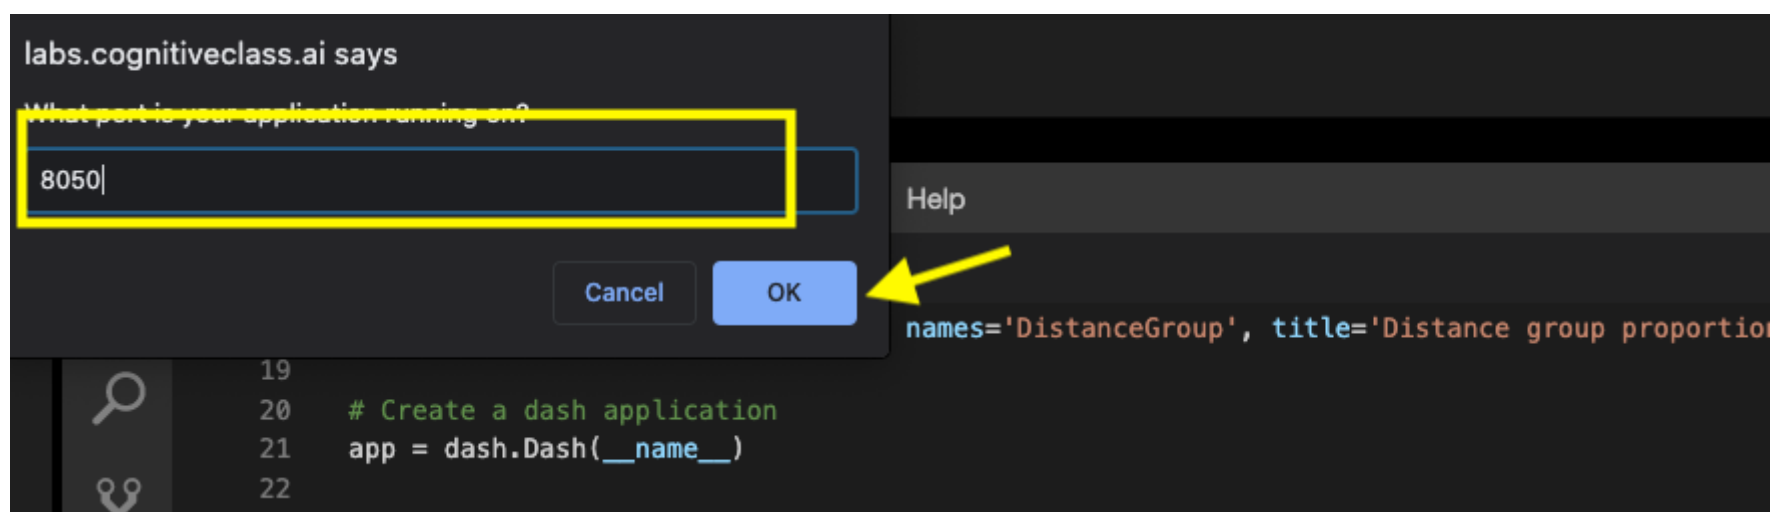 labs.cognitiveclass.ai says
What port is your application running on?
8050
Cancel
OK
Help
names='DistanceGroup', title='Distance group proportion
19
20 # Create a dash application
21 app = dash.Dash(__name__)
22